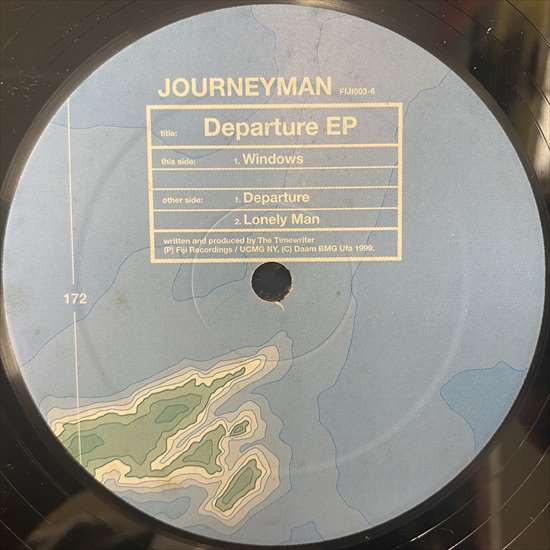 JOURNEYMAN FIJI003-6
title: Departure EP
this side: 1. Windows
other side: 1. Departure
2. Lonely Man
written and produced by The Timewriter
(P) Fiji Recordings / UCMG NY, (C) Daam BMG Ufa 1999.
172